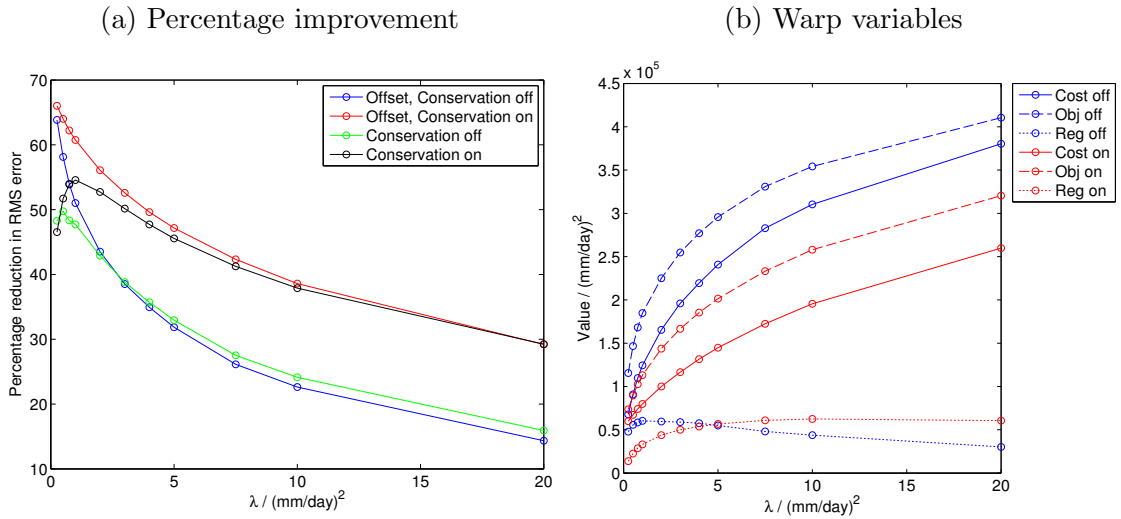 (a) Percentage improvement
(b) Warp variables
70
60
50
40
30
20
10
0
5
10
15
20
Percentage reduction in RMS error
λ / (mm/day)²
Offset, Conservation off
Offset, Conservation on
Conservation off
Conservation on
x 10⁵
4.5
4
3.5
3
2.5
2
1.5
1
0.5
0
0
5
10
15
20
Value / (mm/day)²
λ / (mm/day)²
Cost off
Obj off
Reg off
Cost on
Obj on
Reg on